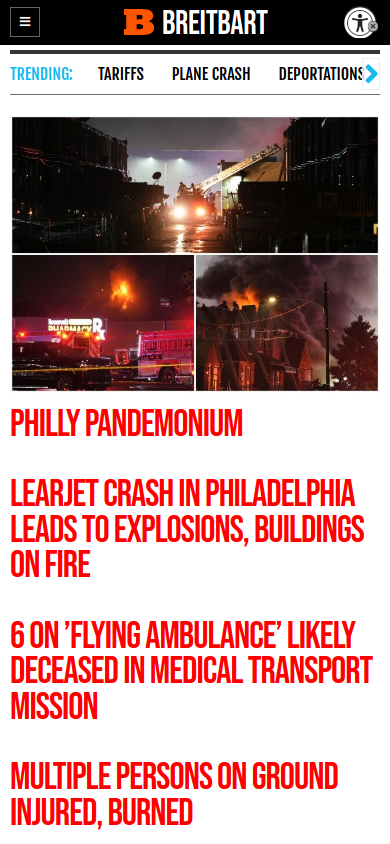 B BREITBART
TRENDING: TARIFFS PLANE CRASH DEPORTATIONS
Roosevelt
PHARMACY
PHILLY PANDEMONIUM
LEARJET CRASH IN PHILADELPHIA
LEADS TO EXPLOSIONS, BUILDINGS
ON FIRE
6 ON ’FLYING AMBULANCE’ LIKELY
DECEASED IN MEDICAL TRANSPORT
MISSION
MULTIPLE PERSONS ON GROUND
INJURED, BURNED